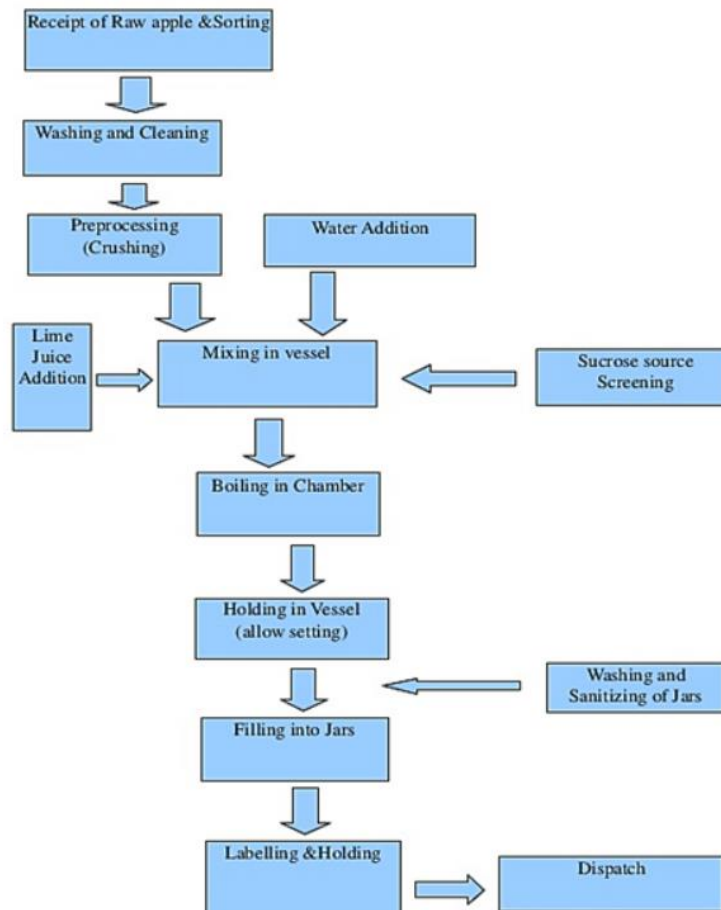 Receipt of Raw apple &Sorting
Washing and Cleaning
Preprocessing
(Crushing)
Water Addition
Lime
Juice
Addition
Mixing in vessel
Sucrose source
Screening
Boiling in Chamber
Holding in Vessel
(allow setting)
Washing and
Sanitizing of Jars
Filling into Jars
Labelling &Holding
Dispatch